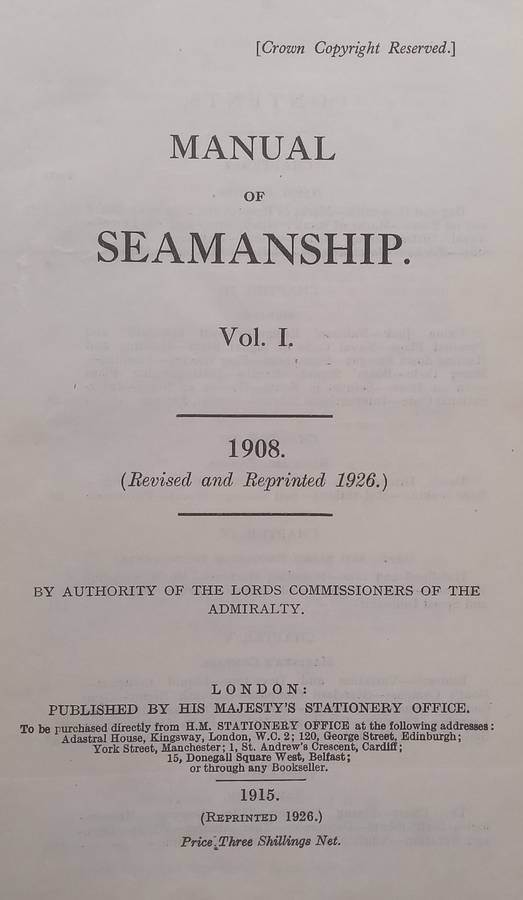 [Crown Copyright Reserved.]
MANUAL
OF
SEAMANSHIP.
Vol. I.
1908.
(Revised and Reprinted 1926.)
BY AUTHORITY OF THE LORDS COMMISSIONERS OF THE
ADMIRALTY.
LONDON:
PUBLISHED BY HIS MAJESTY'S STATIONERY OFFICE.
To be purchased directly from H.M. STATIONERY OFFICE at the following addresses:
Adastral House, Kingsway, London, W.C. 2; 120, George Street, Edinburgh;
York Street, Manchester; 1, St. Andrew's Crescent, Cardiff;
15, Donegall Square West, Belfast;
or through any Bookseller.
1915.
(REPRINTED 1926.)
Price Three Shillings Net.